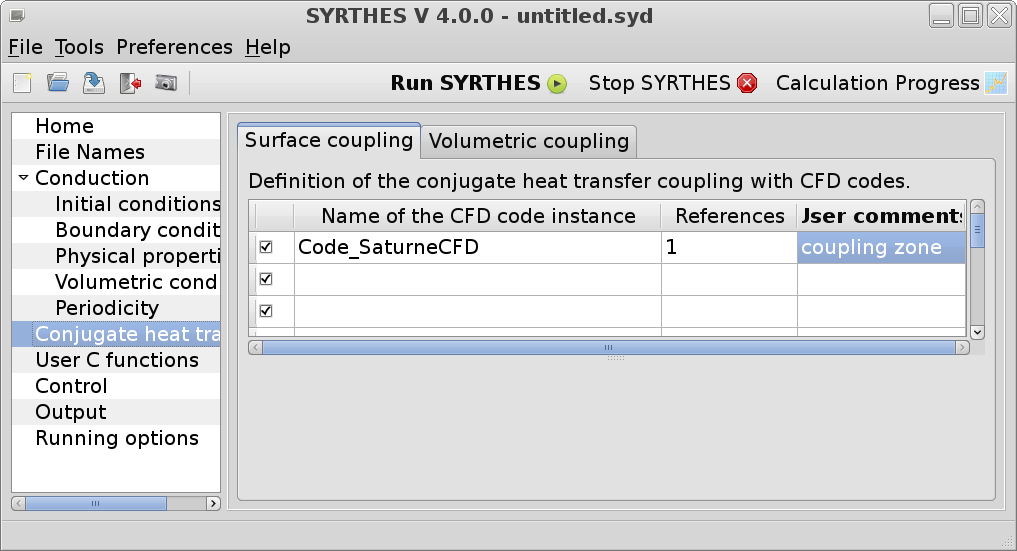 SYRTHES V 4.0.0 - untitled.syd
File Tools Preferences Help
Run SYRTHES Stop SYRTHES Calculation Progress
Home
File Names
Conduction
Initial conditions
Boundary condit
Physical properti
Volumetric cond
Periodicity
Conjugate heat tra
User C functions
Control
Output
Running options
Surface coupling Volumetric coupling
Definition of the conjugate heat transfer coupling with CFD codes.
Name of the CFD code instance References User comments
Code_SaturneCFD 1 coupling zone